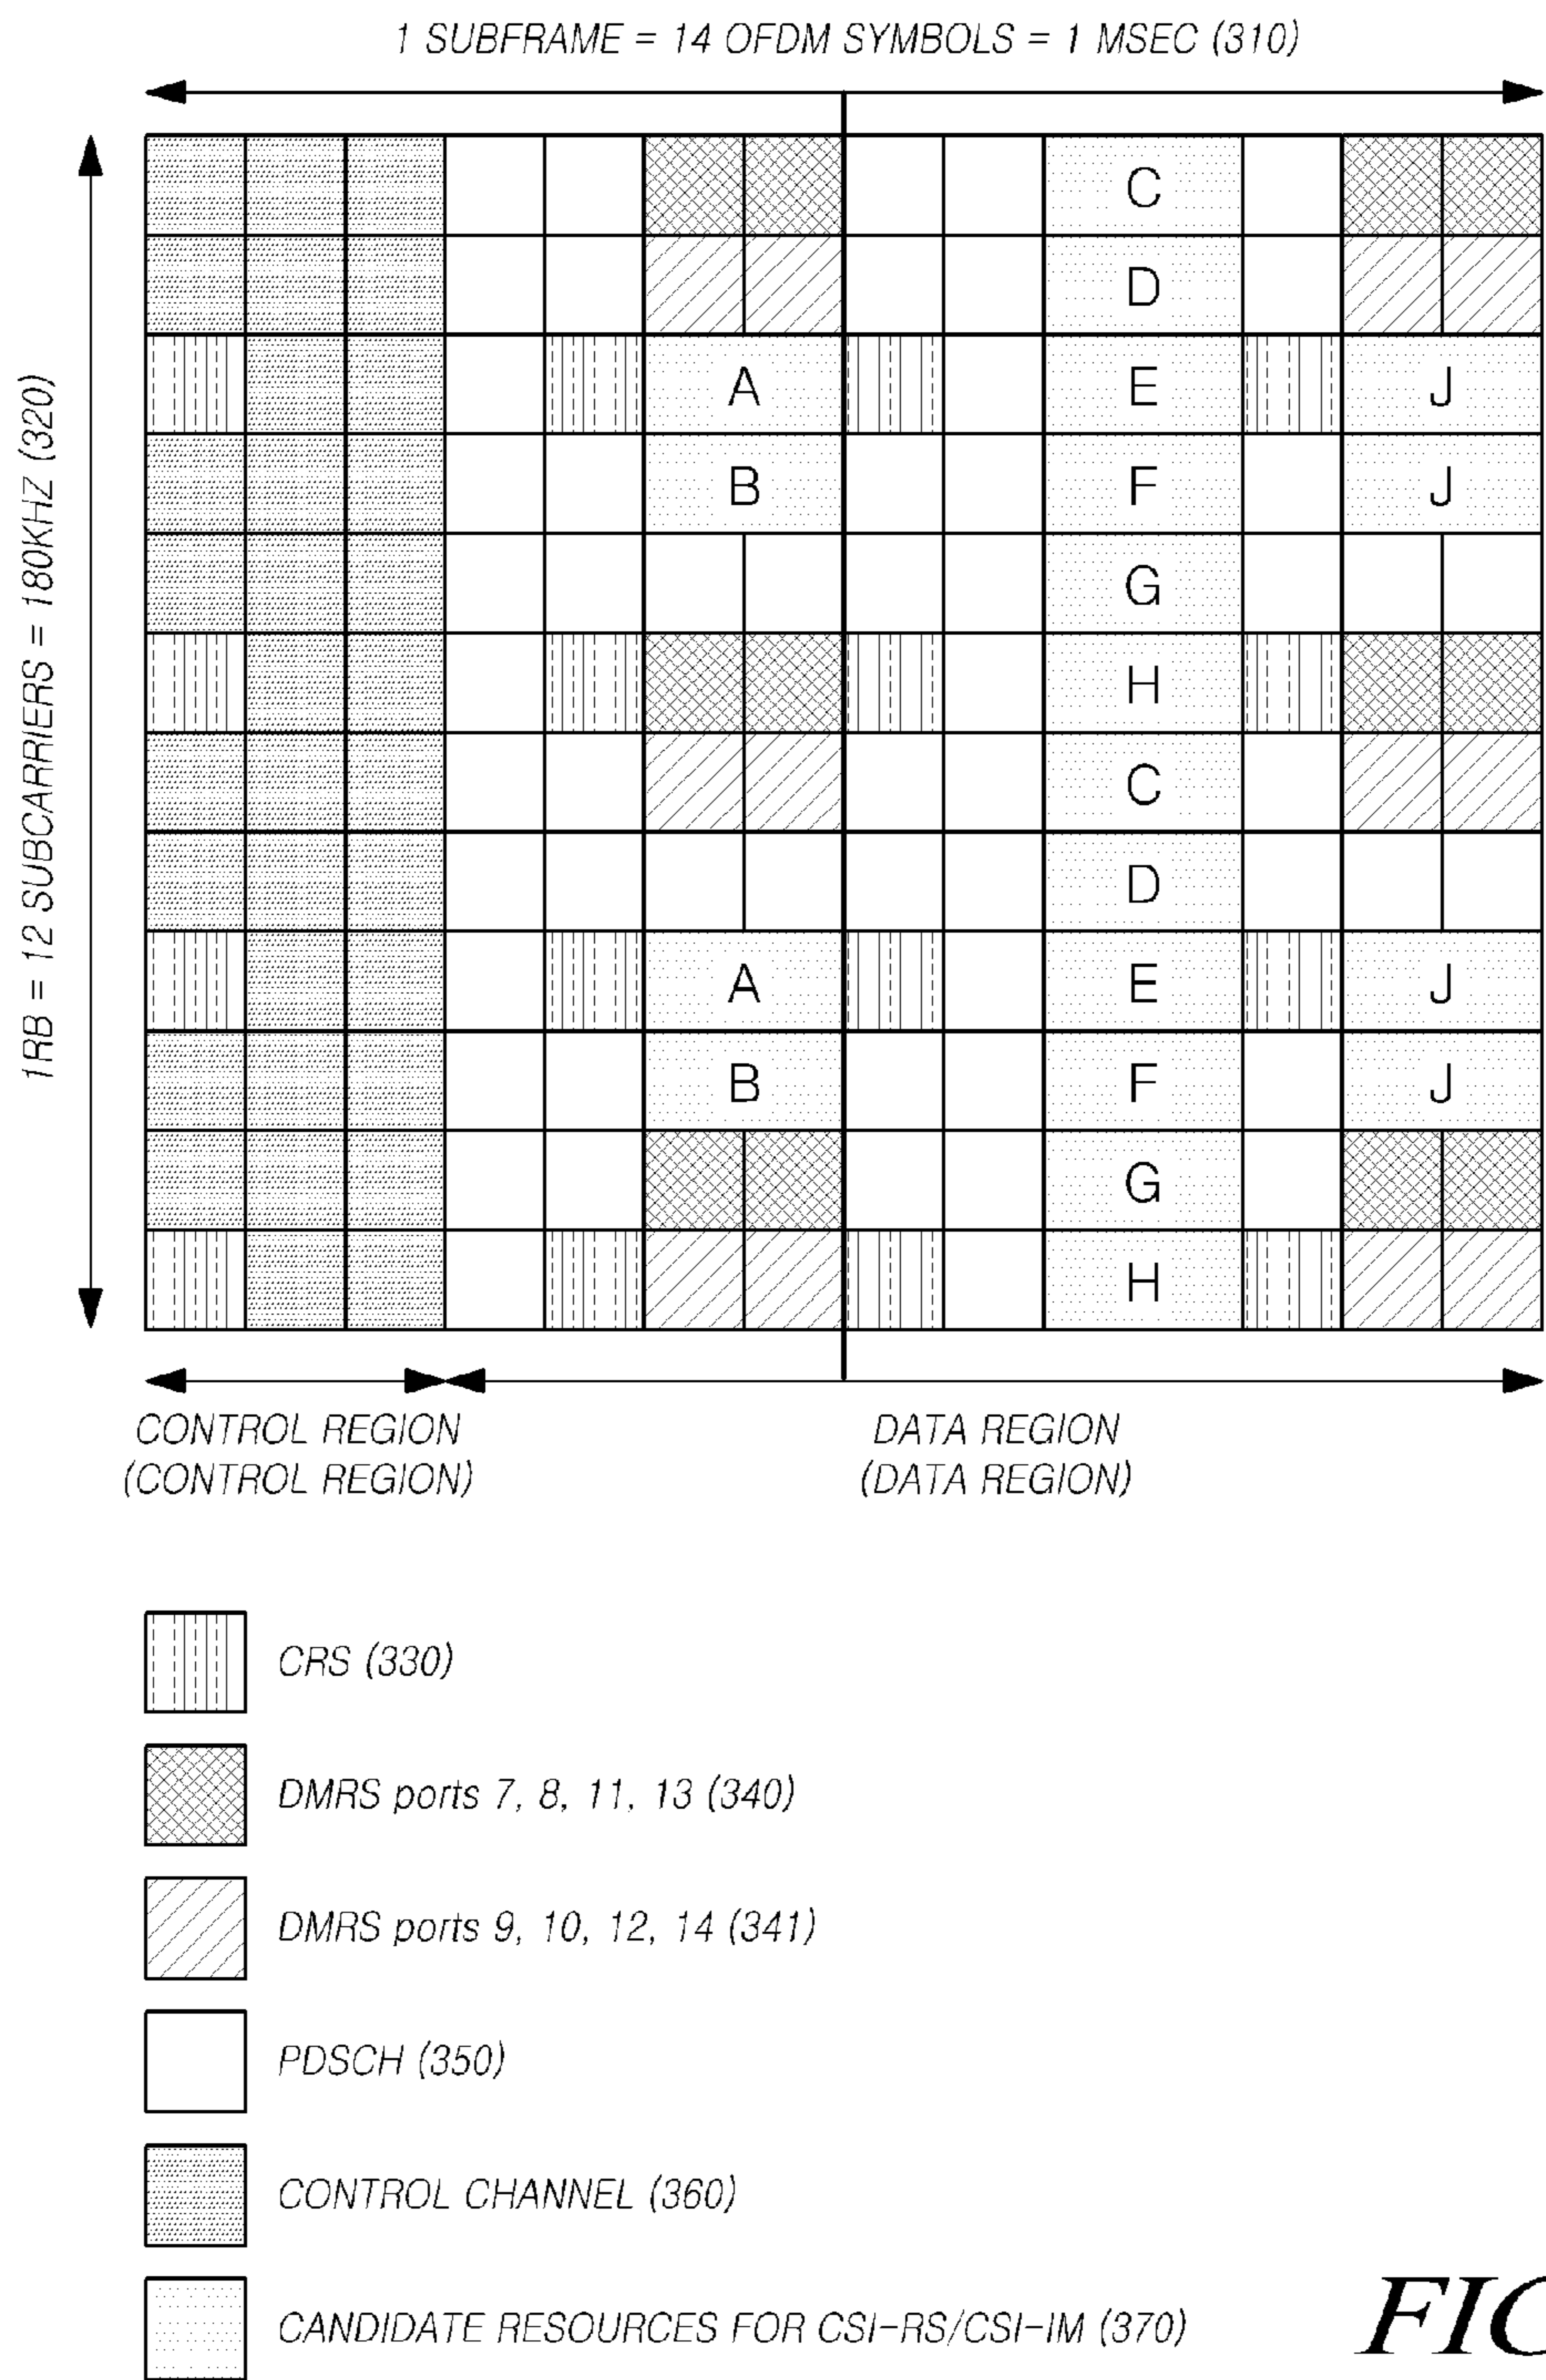 1 SUBFRAME = 14 OFDM SYMBOLS = 1 MSEC (310)
1RB = 12 SUBCARRIERS = 180KHZ (320)
C
D
A E J
B F J
G
H
C
D
A E J
B F J
G
H
CONTROL REGION DATA REGION
(CONTROL REGION) (DATA REGION)
CRS (330)
DMRS ports 7, 8, 11, 13 (340)
DMRS ports 9, 10, 12, 14 (341)
PDSCH (350)
CONTROL CHANNEL (360)
CANDIDATE RESOURCES FOR CSI-RS/CSI-IM (370)